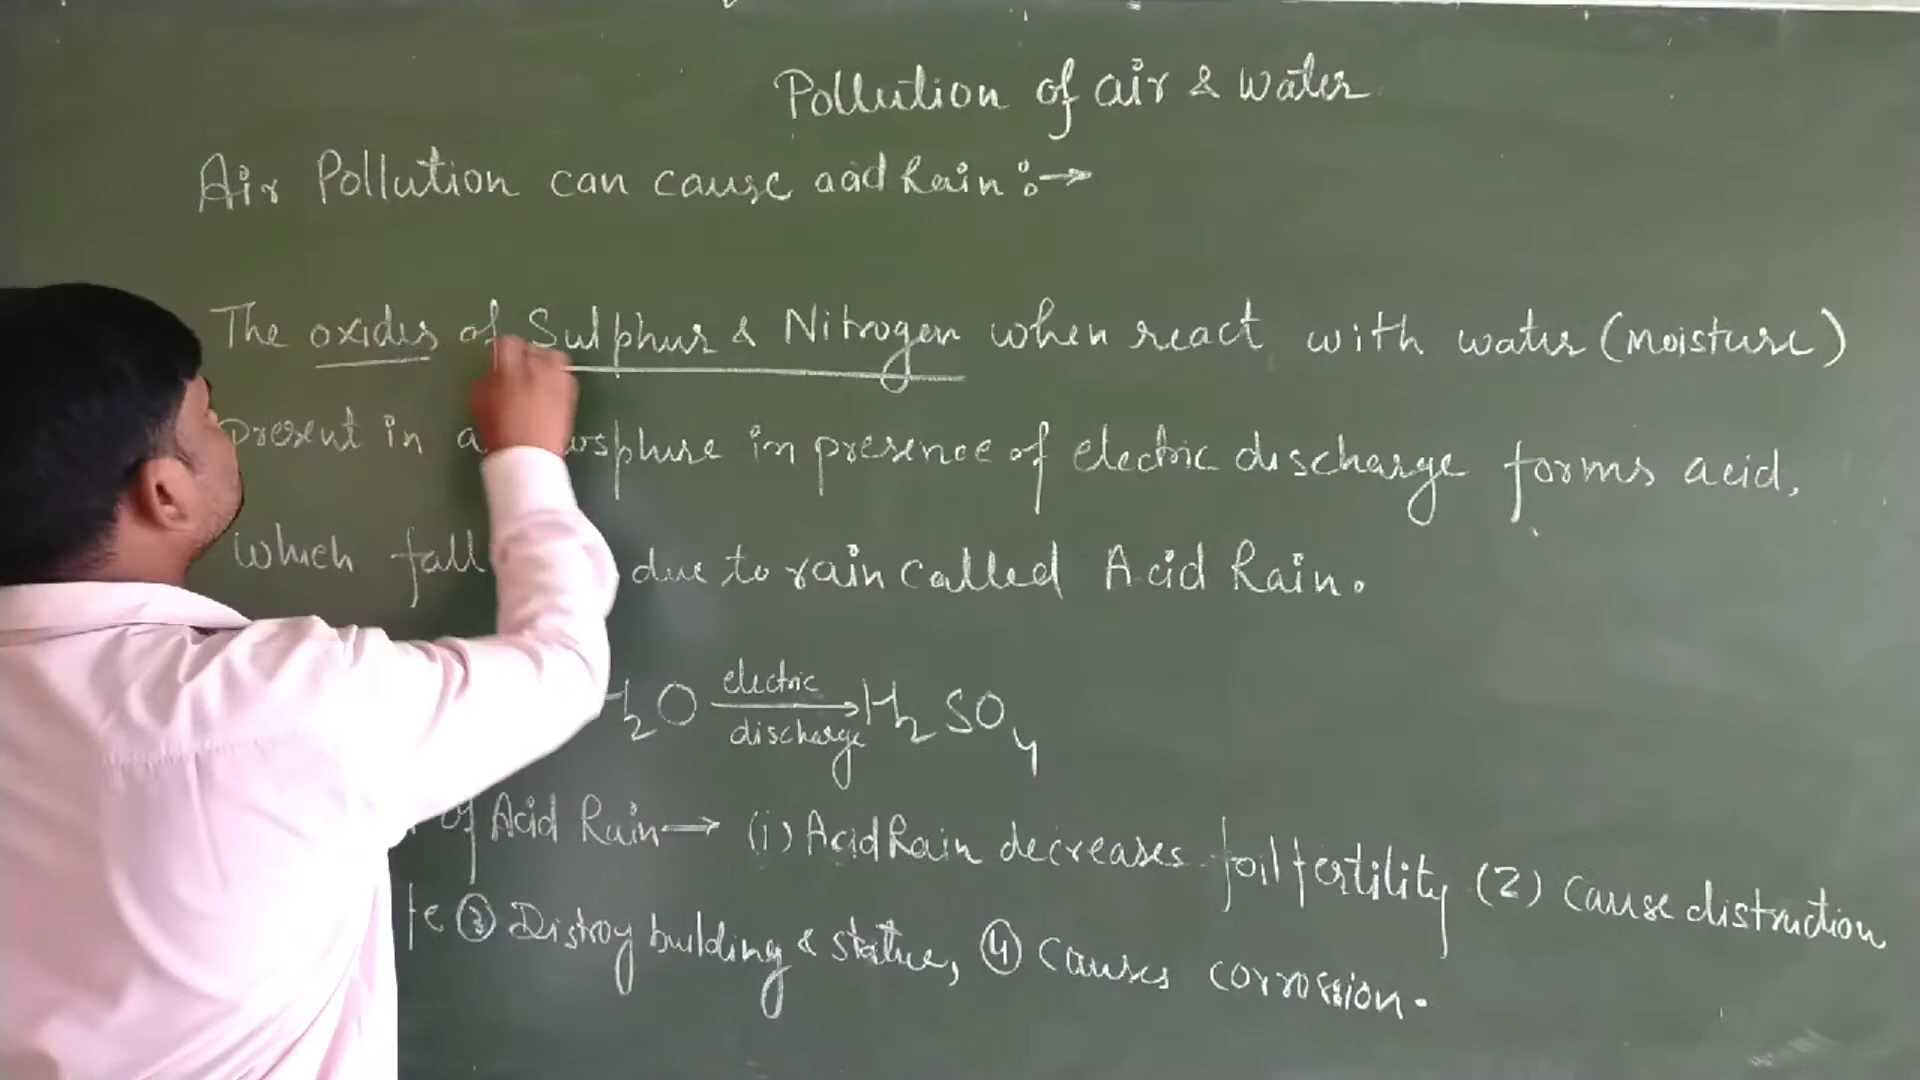 Pollution of air & water
Air Pollution can cause acid Rain :→
The oxides of Sulphur & Nitrogen when react with water (moisture)
Present in in presence of electric discharge forms acid,
which fall due to rain called Acid Rain.
H₂O electric discharge → H₂SO₄
of Acid Rain → (i) Acid Rain decreases soil fertility (2) Cause distruction
③ Distroy building & statue, ④ Causes corrossion.